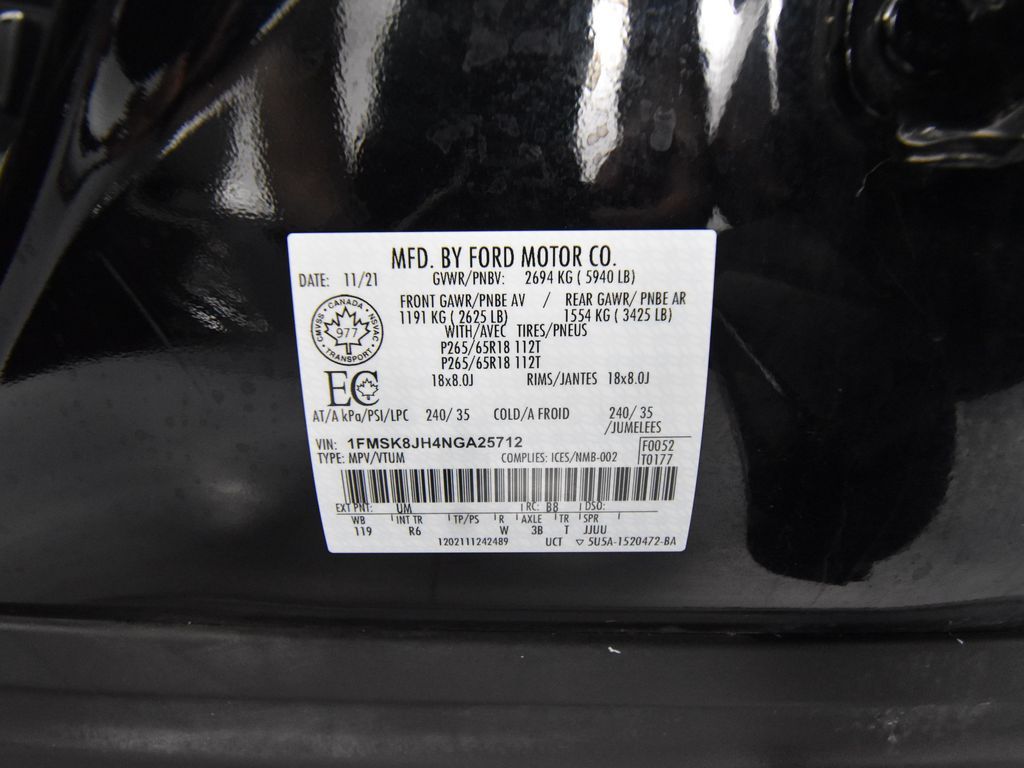 MFD. BY FORD MOTOR CO.
DATE: 11/21 GVWR/PNBV: 2694 KG ( 5940 LB)
FRONT GAWR/PNBE AV / REAR GAWR/ PNBE AR
1191 KG ( 2625 LB) 1554 KG ( 3425 LB)
WITH/AVEC TIRES/PNEUS
P265/65R18 112T
P265/65R18 112T
18x8.0J RIMS/JANTES 18x8.0J
CANADA
CMVSS NSVAC
977
TRANSPORT
EC
AT/A kPa/PSI/LPC 240/ 35 COLD/A FROID 240/ 35
/JUMELEES
VIN: 1FMSK8JH4NGA25712
F0052
TYPE: MPV/VTUM COMPLIES: ICES/NMB-002 T0177
EXT PNT: UM RC: B8 DSO:
WB INT TR TP/PS R AXLE TR SPR
119 R6 W 3B T JJUU
1202111242489 UCT ▽ 5U5A-1520472-BA